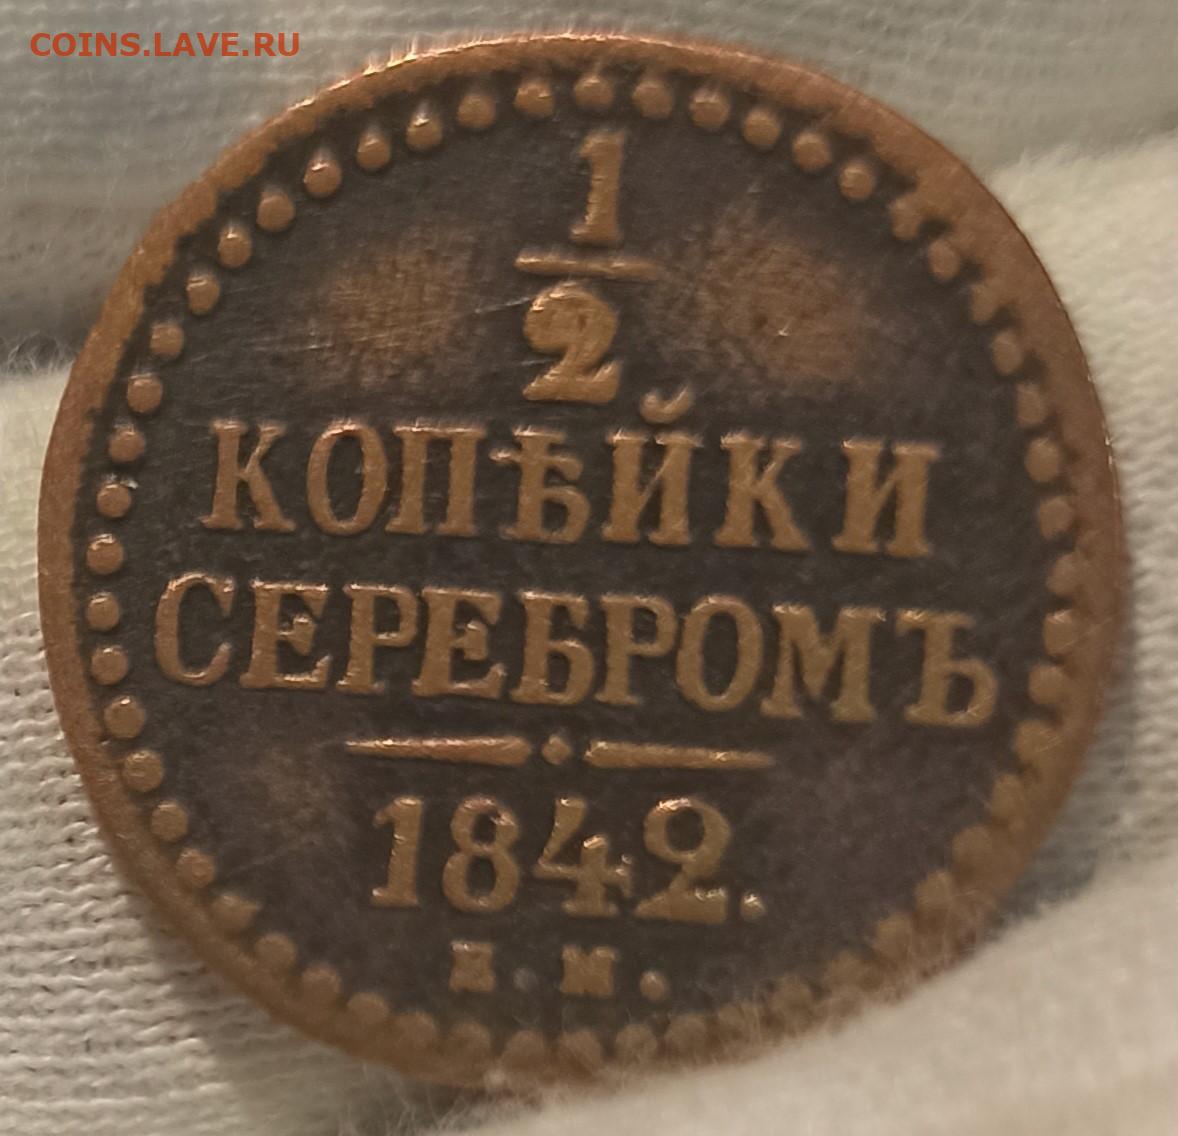 COINS.LAVE.RU
1
2
КОПѢЙКИ
СЕРЕБРОМЪ
1842.